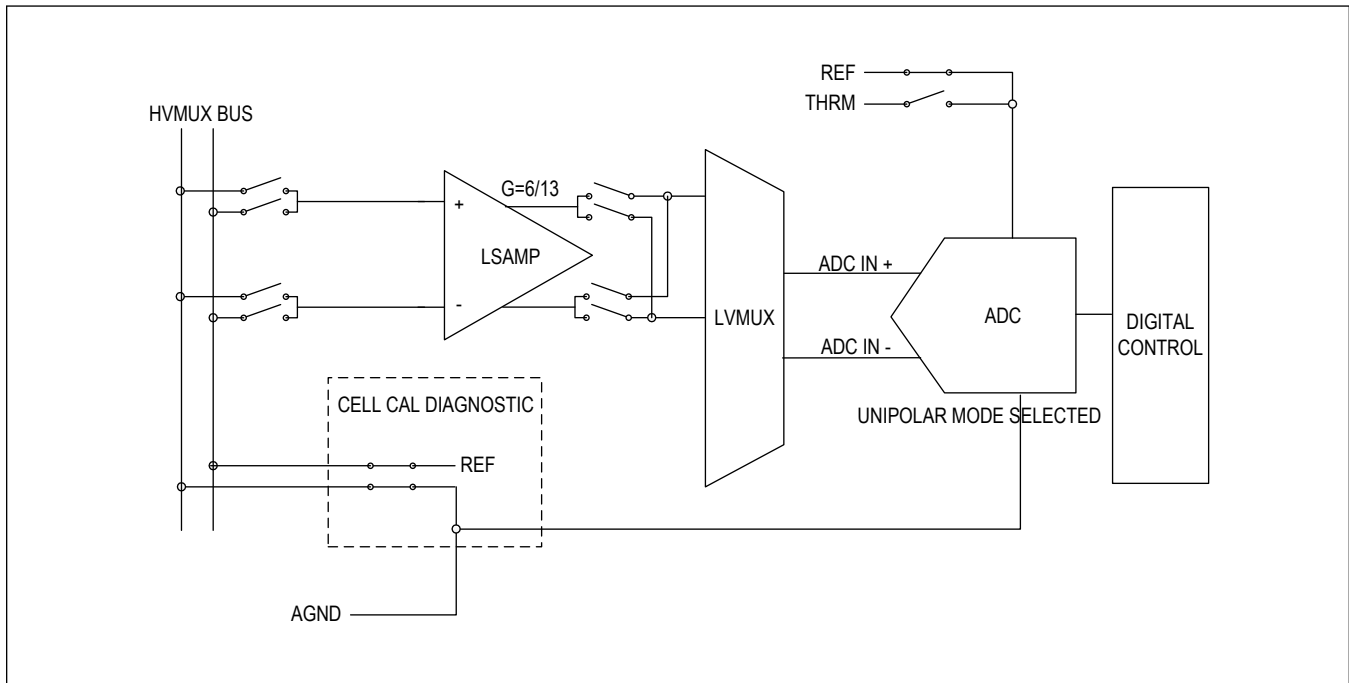 REF
THRM
HVMUX BUS
G=6/13
+
LSAMP
-
LVMUX
ADC IN +
ADC IN -
ADC
DIGITAL
CONTROL
UNIPOLAR MODE SELECTED
CELL CAL DIAGNOSTIC
REF
AGND